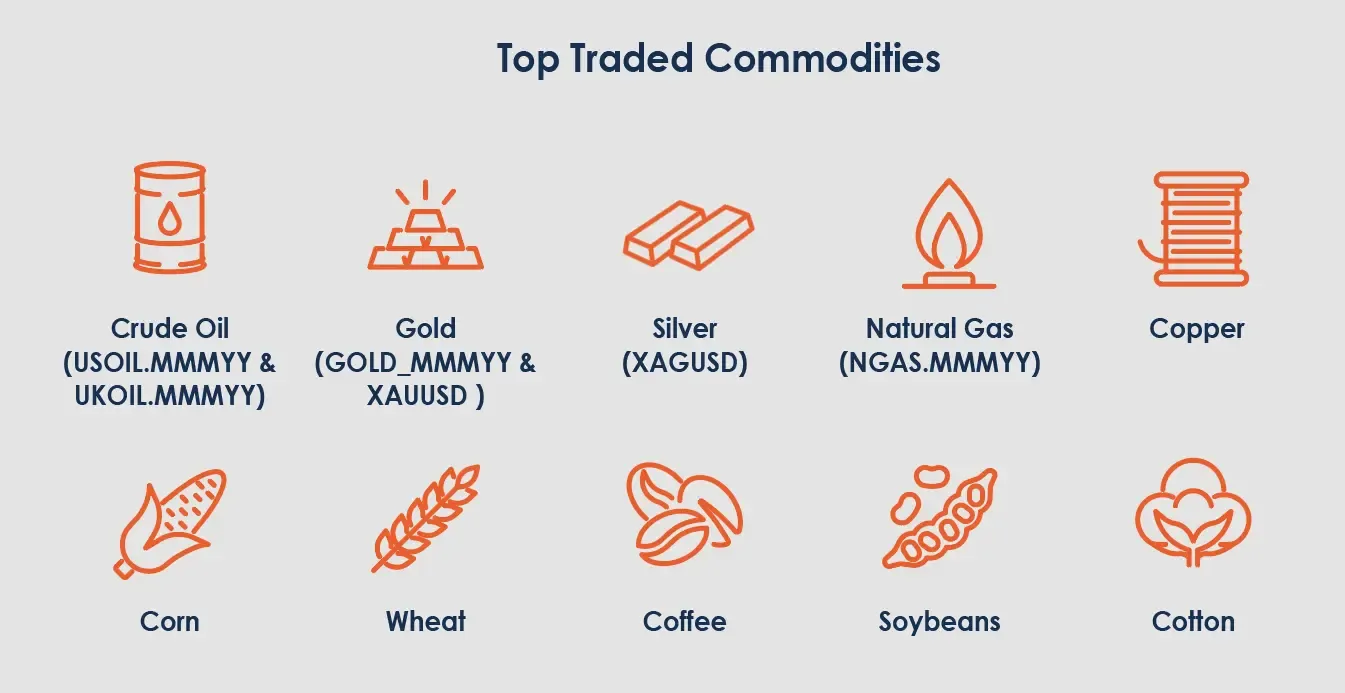 Top Traded Commodities
Crude Oil
(USOIL.MMMYY &
UKOIL.MMMYY)
Gold
(GOLD_MMMYY &
XAUUSD )
Silver
(XAGUSD)
Natural Gas
(NGAS.MMMYY)
Copper
Corn
Wheat
Coffee
Soybeans
Cotton